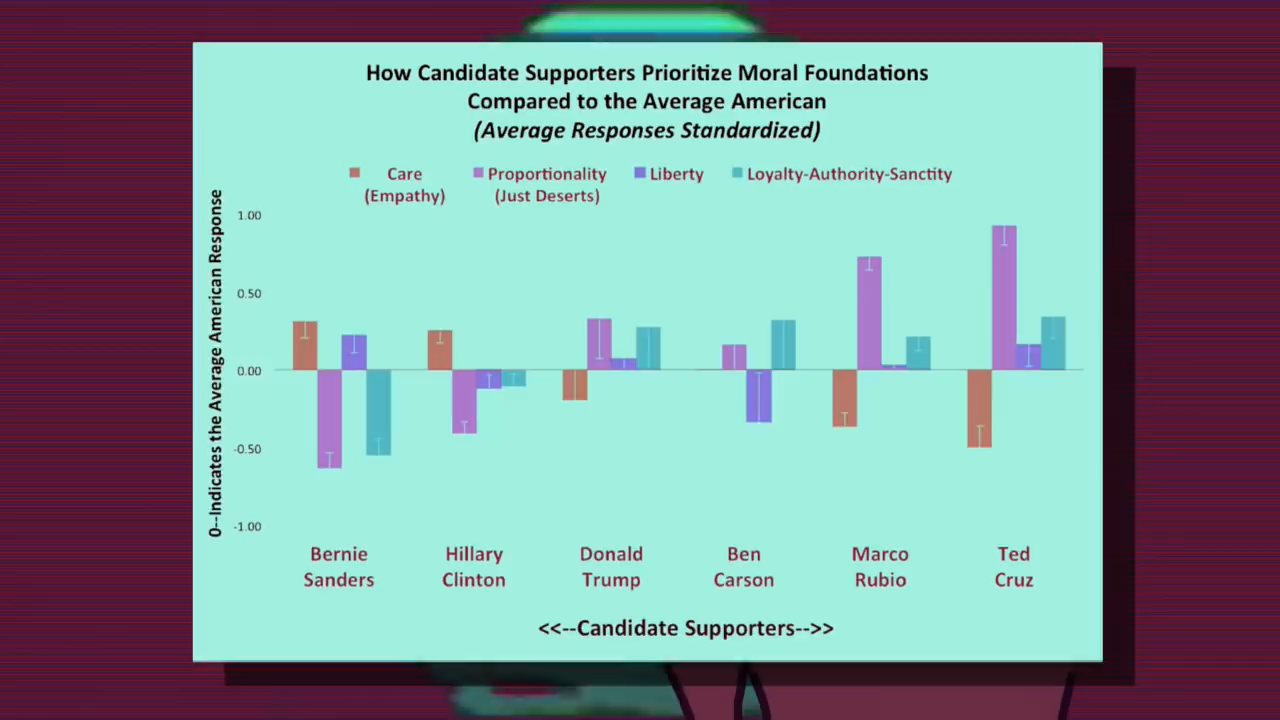 How Candidate Supporters Prioritize Moral Foundations
Compared to the Average American
(Average Responses Standardized)
Care
(Empathy)
Proportionality
(Just Deserts)
Liberty
Loyalty-Authority-Sanctity
0--Indicates the Average American Response
1.00
0.50
0.00
-0.50
-1.00
Bernie
Sanders
Hillary
Clinton
Donald
Trump
Ben
Carson
Marco
Rubio
Ted
Cruz
<<--Candidate Supporters-->>